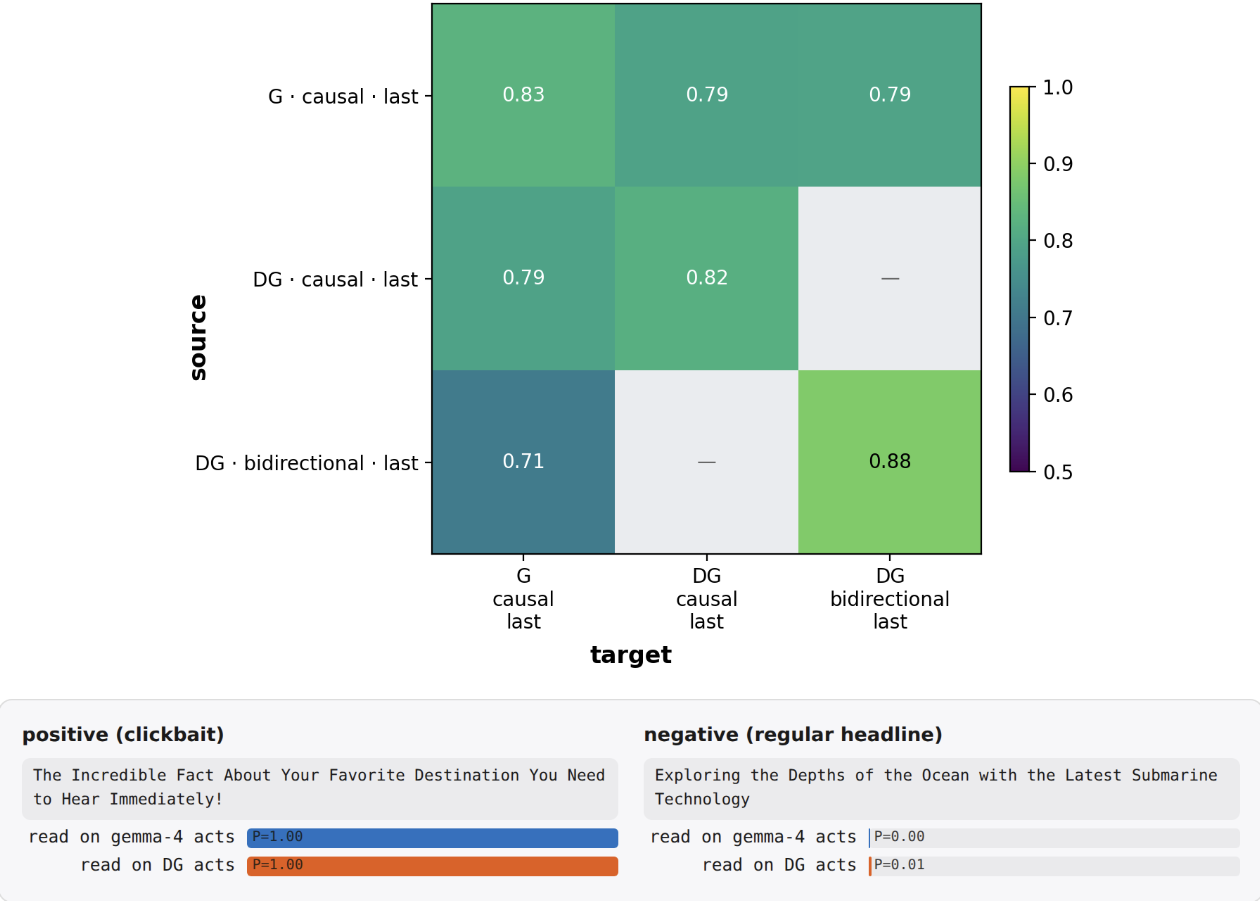 G · causal · last
0.83
0.79
0.79
DG · causal · last
0.79
0.82
—
DG · bidirectional · last
0.71
—
0.88
source
G
causal
last
DG
causal
last
DG
bidirectional
last
target
1.0
0.9
0.8
0.7
0.6
0.5
positive (clickbait)
The Incredible Fact About Your Favorite Destination You Need
to Hear Immediately!
read on gemma-4 acts P=1.00
read on DG acts P=1.00
negative (regular headline)
Exploring the Depths of the Ocean with the Latest Submarine
Technology
read on gemma-4 acts P=0.00
read on DG acts P=0.01